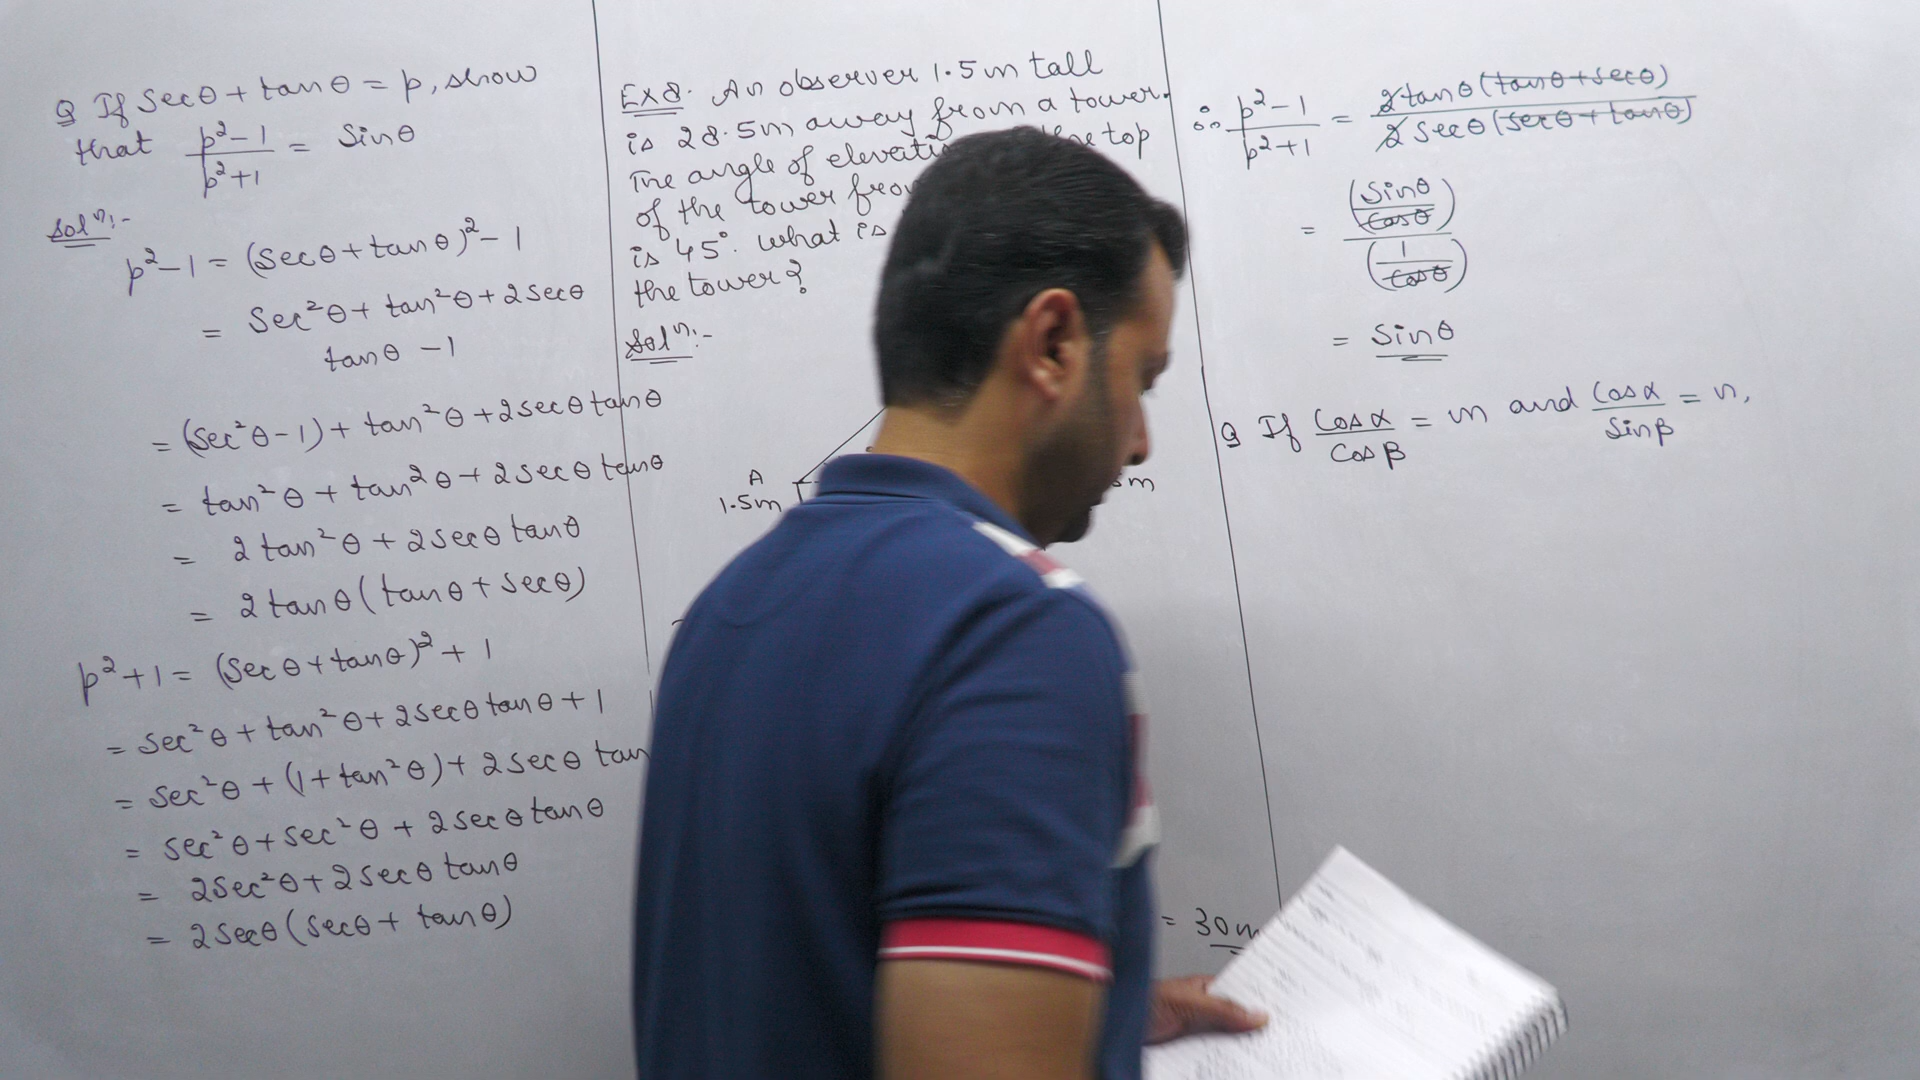 Q If Secθ + tanθ = p, show
that p²-1 / p²+1 = Sinθ
Solⁿ:-
p²-1 = (Secθ + tanθ)² - 1
= Sec²θ + tan²θ + 2Secθ
tanθ - 1
= (Sec²θ - 1) + tan²θ + 2Secθ tanθ
= tan²θ + tan²θ + 2Secθ tanθ
= 2tan²θ + 2Secθ tanθ
= 2tanθ (tanθ + Secθ)
p²+1 = (Secθ + tanθ)² + 1
= Sec²θ + tan²θ + 2Secθ tanθ + 1
= Sec²θ + (1 + tan²θ) + 2Secθ tan
= Sec²θ + Sec²θ + 2Secθ tanθ
= 2Sec²θ + 2Secθ tanθ
= 2Secθ (Secθ + tanθ)
Ex 8. An observer 1.5m tall
is 28.5m away from a tower.
The angle of elevati top
of the tower
is 45°. what is
the tower?
Solⁿ:-
A
1.5m
m
= 30m
∴ p²-1 / p²+1 = 2tanθ (tanθ + Secθ) / 2Secθ (Secθ + tanθ)
= (Sinθ / Cosθ) / (1 / Cosθ)
= Sinθ
Q If Cosα / Cosβ = m and Cosα / Sinβ = n,